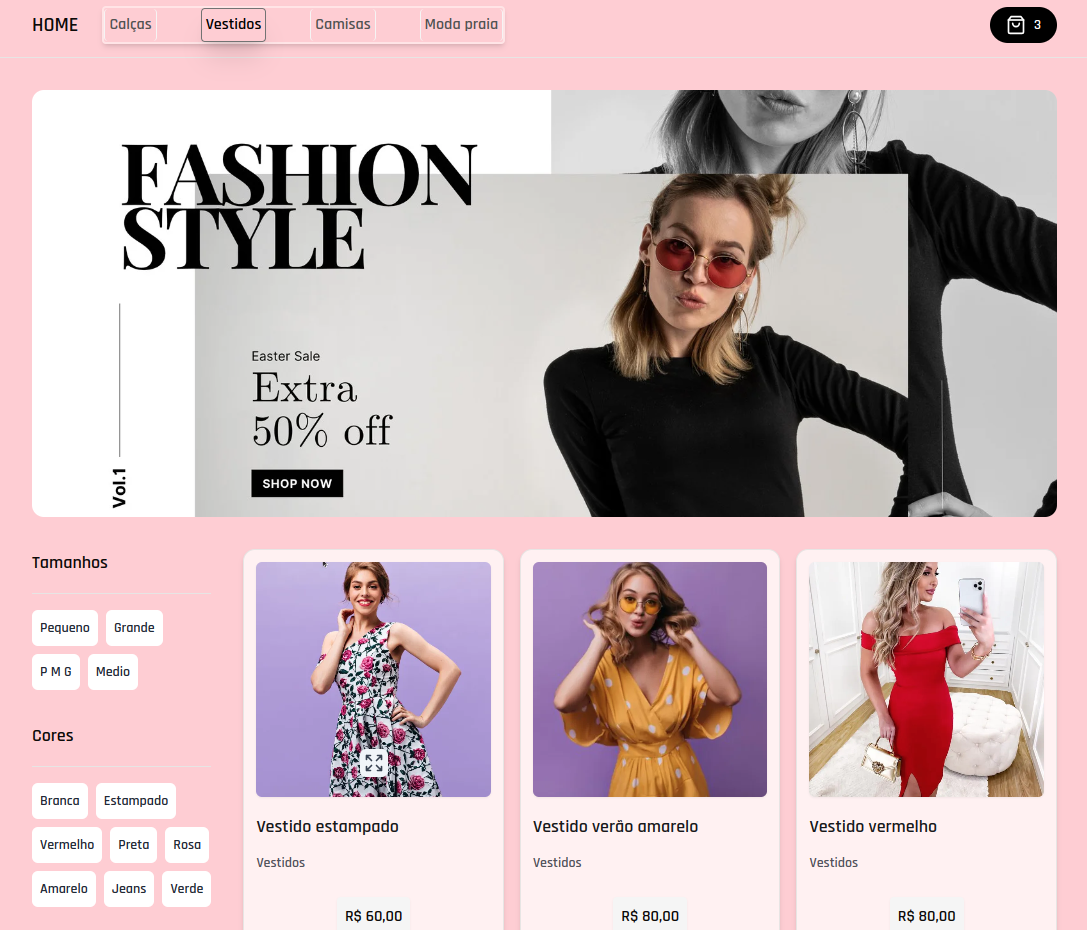 HOME Calças Vestidos Camisas Moda praia 3
FASHION
STYLE
Easter Sale
Extra
50% off
SHOP NOW
Vol.1
Tamanhos
Pequeno Grande
P M G Medio
Cores
Branca Estampado
Vermelho Preta Rosa
Amarelo Jeans Verde
Vestido estampado
Vestidos
R$ 60,00
Vestido verão amarelo
Vestidos
R$ 80,00
Vestido vermelho
Vestidos
R$ 80,00